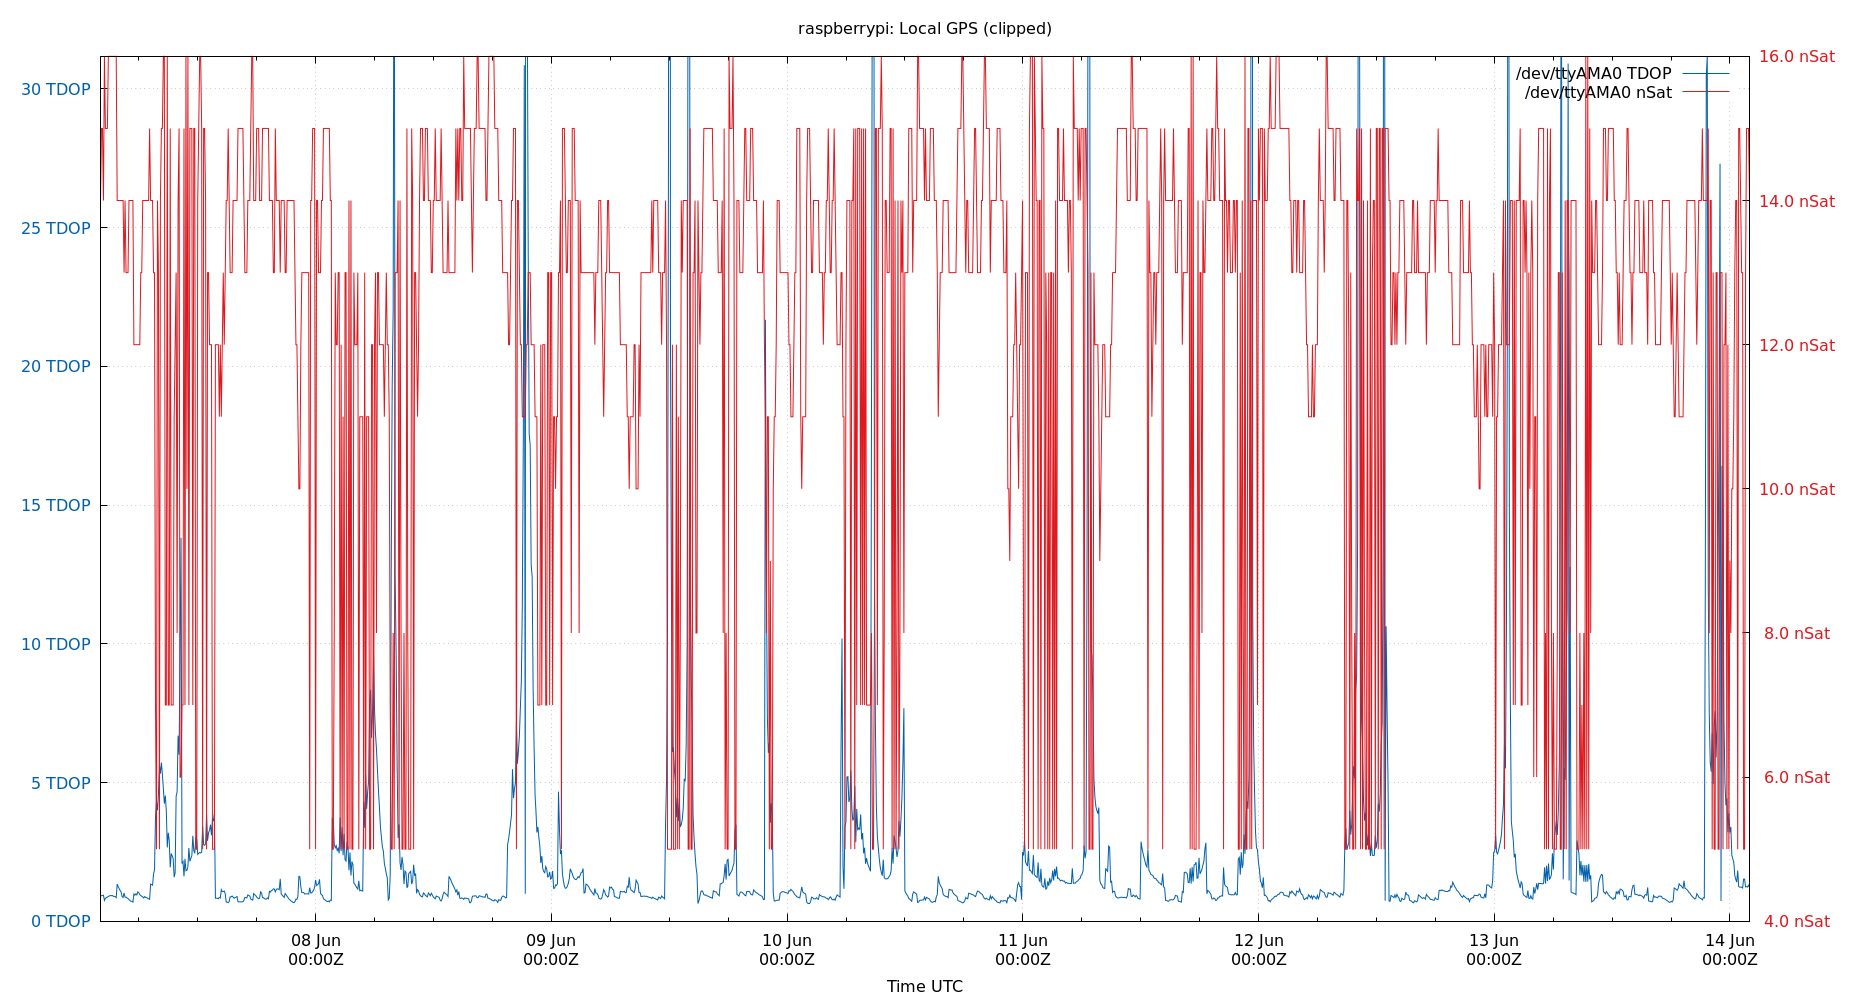 raspberrypi: Local GPS (clipped)
/dev/ttyAMA0 TDOP
/dev/ttyAMA0 nSat
30 TDOP
25 TDOP
20 TDOP
15 TDOP
10 TDOP
5 TDOP
0 TDOP
16.0 nSat
14.0 nSat
12.0 nSat
10.0 nSat
8.0 nSat
6.0 nSat
4.0 nSat
08 Jun
00:00Z
09 Jun
00:00Z
10 Jun
00:00Z
11 Jun
00:00Z
12 Jun
00:00Z
13 Jun
00:00Z
14 Jun
00:00Z
Time UTC